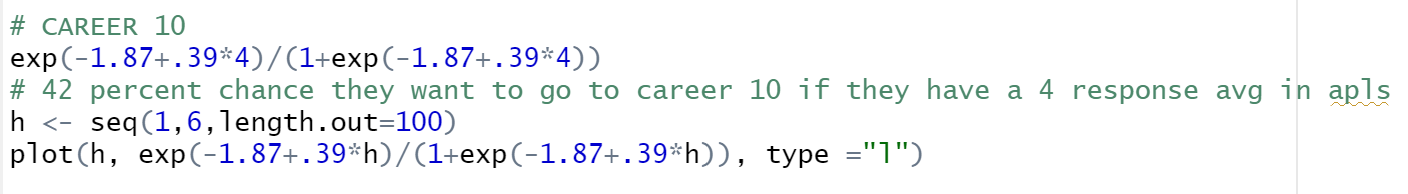 # CAREER 10
exp(-1.87+.39*4)/(1+exp(-1.87+.39*4))
# 42 percent chance they want to go to career 10 if they have a 4 response avg in apls
h <- seq(1,6,length.out=100)
plot(h, exp(-1.87+.39*h)/(1+exp(-1.87+.39*h)), type ="l")